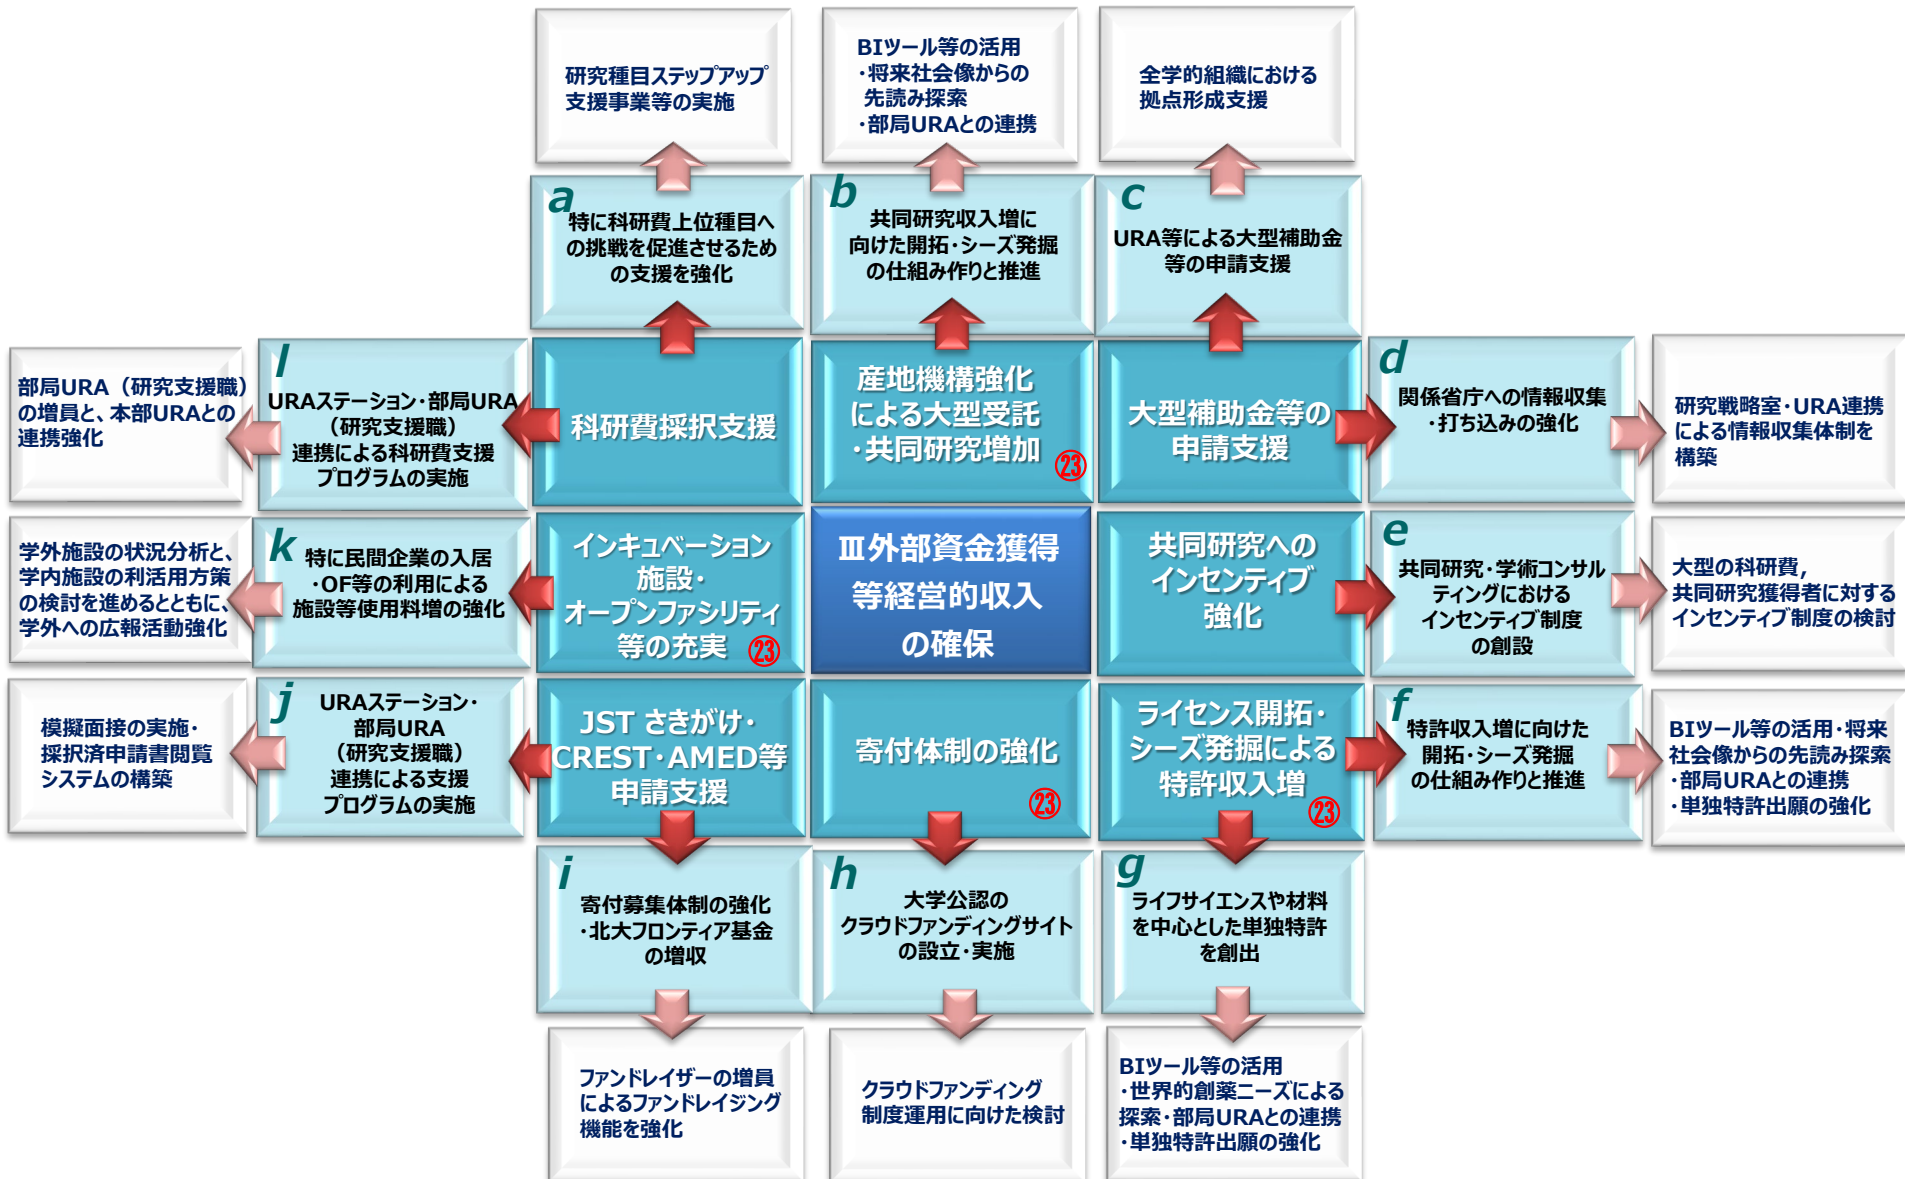 研究種目ステップアップ
支援事業等の実施
BIツール等の活用
・将来社会像からの
先読み探索
・部局URAとの連携
全学的組織における
拠点形成支援
a
特に科研費上位種目へ
の挑戦を促進させるため
の支援を強化
b
共同研究収入増に
向けた開拓・シーズ発掘
の仕組み作りと推進
c
URA等による大型補助金
等の申請支援
部局URA（研究支援職）
の増員と、本部URAとの
連携強化
l
URAステーション・部局URA
（研究支援職）
連携による科研費支援
プログラムの実施
科研費採択支援
産地機構強化
による大型受託
・共同研究増加
㉓
大型補助金等の
申請支援
d
関係省庁への情報収集
・打ち込みの強化
研究戦略室・URA連携
による情報収集体制を
構築
学外施設の状況分析と、
学内施設の利活用方策
の検討を進めるとともに、
学外への広報活動強化
k
特に民間企業の入居
・OF等の利用による
施設等使用料増の強化
インキュベーション
施設・
オープンファシリティ
等の充実
㉓
Ⅲ外部資金獲得
等経営的収入
の確保
共同研究への
インセンティブ
強化
e
共同研究・学術コンサル
ティングにおける
インセンティブ制度
の創設
大型の科研費，
共同研究獲得者に対する
インセンティブ制度の検討
模擬面接の実施・
採択済申請書閲覧
システムの構築
j
URAステーション・
部局URA
（研究支援職）
連携による支援
プログラムの実施
JST さきがけ・
CREST・AMED等
申請支援
寄付体制の強化
㉓
ライセンス開拓・
シーズ発掘による
特許収入増
㉓
f
特許収入増に向けた
開拓・シーズ発掘
の仕組み作りと推進
BIツール等の活用・将来
社会像からの先読み探索
・部局URAとの連携
・単独特許出願の強化
i
寄付募集体制の強化
・北大フロンティア基金
の増収
h
大学公認の
クラウドファンディングサイト
の設立・実施
g
ライフサイエンスや材料
を中心とした単独特許
を創出
ファンドレイザーの増員
によるファンドレイジング
機能を強化
クラウドファンディング
制度運用に向けた検討
BIツール等の活用
・世界的創薬ニーズによる
探索・部局URAとの連携
・単独特許出願の強化